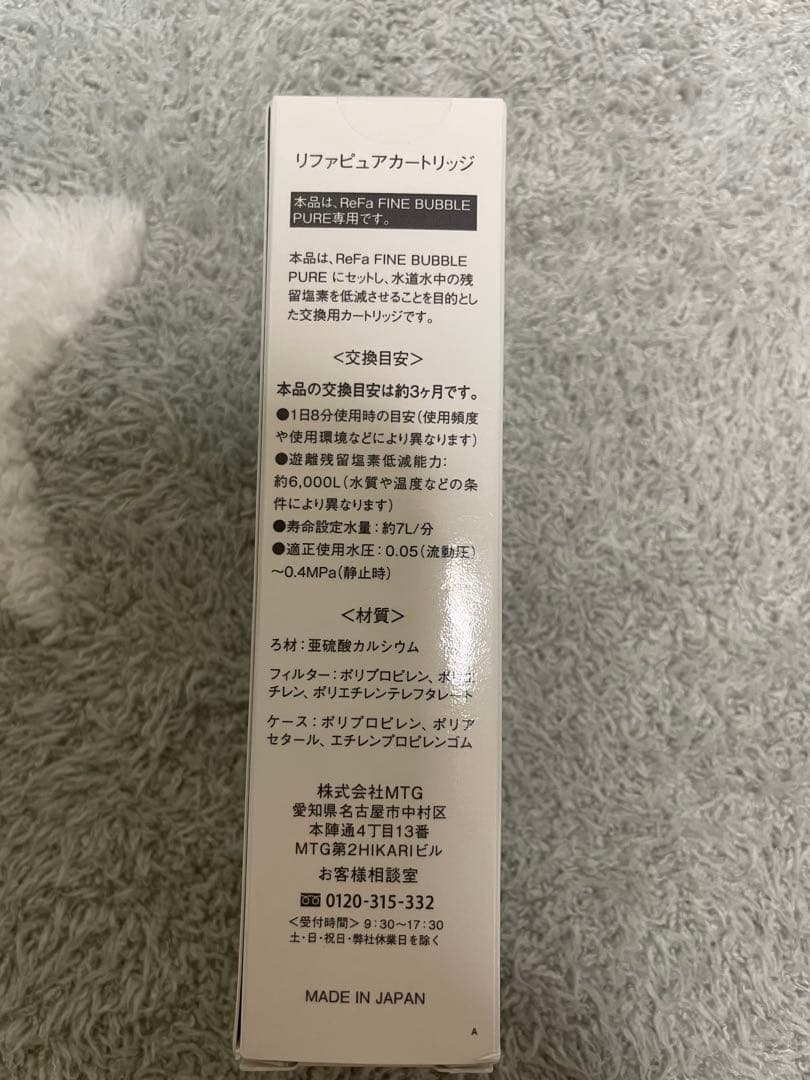 リファピュアカートリッジ
本品は、ReFa FINE BUBBLE
PURE専用です。
本品は、ReFa FINE BUBBLE
PURE にセットし、水道水中の残
留塩素を低減させることを目的とし
た交換用カートリッジです。
＜交換目安＞
本品の交換目安は約3ヶ月です。
●1日8分使用時の目安（使用頻度
や使用環境などにより異なります）
●遊離残留塩素低減能力：
約6,000L（水質や温度などの条
件により異なります）
●寿命設定水量：約7L/分
●適正使用水圧：0.05（流動圧）
～0.4MPa（静止時）
＜材質＞
ろ材：亜硫酸カルシウム
フィルター：ポリプロピレン、ポリエ
チレン、ポリエチレンテレフタレート
ケース：ポリプロピレン、ポリア
セタール、エチレンプロピレンゴム
株式会社MTG
愛知県名古屋市中村区
本陣通4丁目13番
MTG第2HIKARIビル
お客様相談室
0120-315-332
＜受付時間＞ 9：30～17：30
土・日・祝日・弊社休業日を除く
MADE IN JAPAN
A